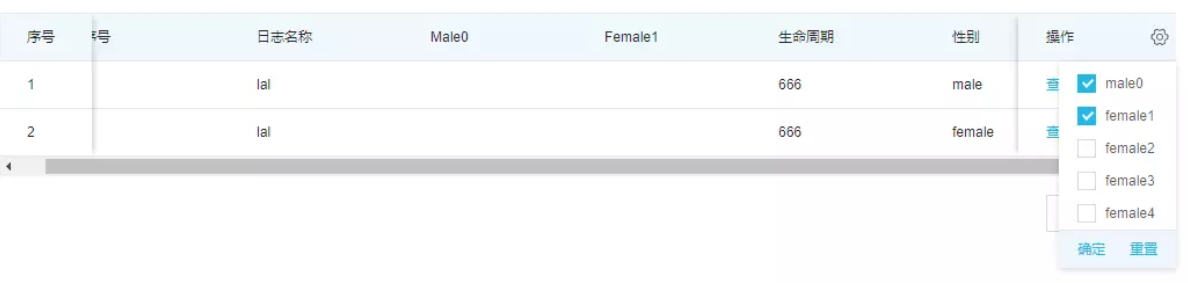 序号 序号 日志名称 Male0 Female1 生命周期 性别 操作
1 lal 666 male 查
male0
female1
2 lal 666 female 查
female2
female3
female4
确定 重置